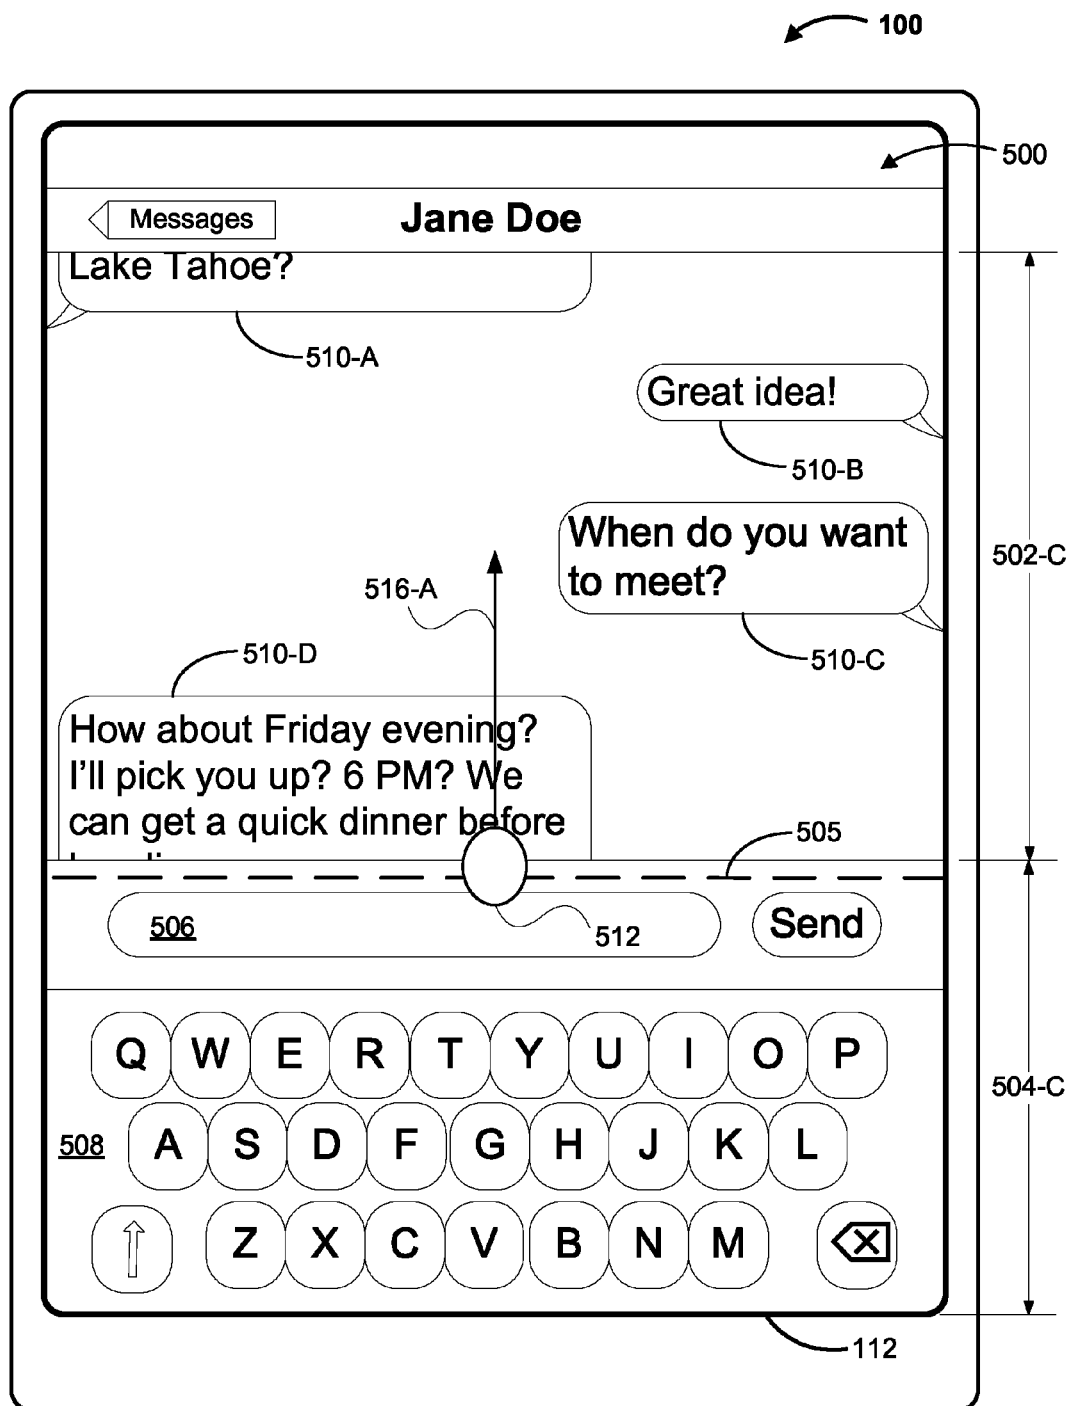 100
500
Messages
Jane Doe
Lake Tahoe?
510-A
Great idea!
510-B
When do you want
to meet?
502-C
516-A
510-C
510-D
How about Friday evening?
I'll pick you up? 6 PM? We
can get a quick dinner before
505
506
Send
512
Q W E R T Y U I O P
504-C
508
A S D F G H J K L
Z X C V B N M
112